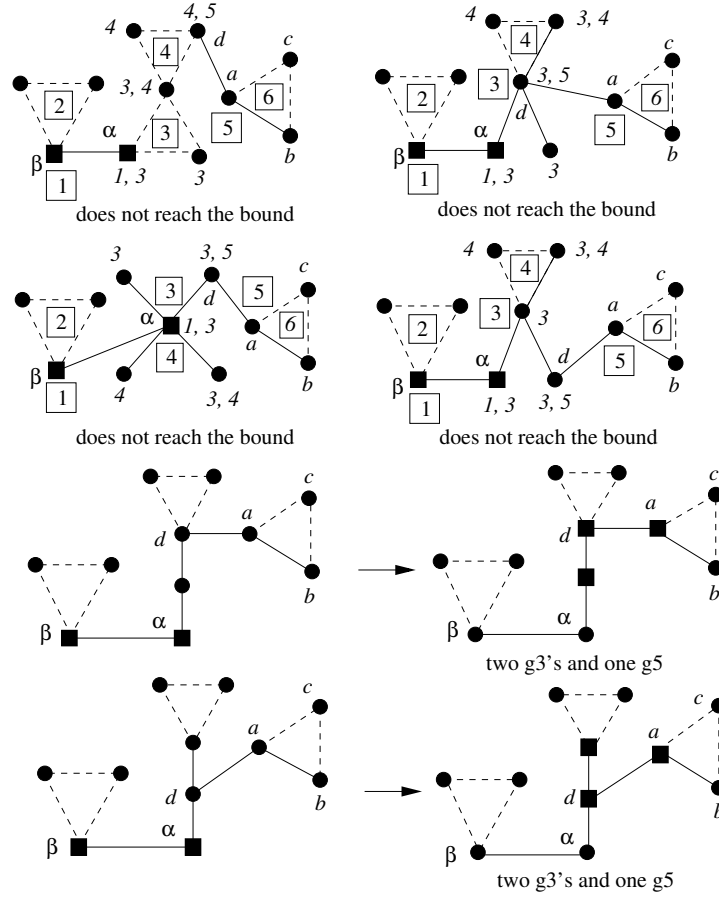 4 4, 5 d
4 c
2 3, 4 a 6
α 3 5
β 1, 3 3 b
1
does not reach the bound
4 3, 4
4 c
2 3 3, 5 a 6
d 5
α
β 1, 3 3 b
1
does not reach the bound
3 3, 5
3 d 5 c
2 α 1, 3 a 6
4
β 4 3, 4 b
1
does not reach the bound
4 3, 4
4 c
2 3 3 a 6
α d 5
β 1, 3 3, 5 b
1
does not reach the bound
c
d a
b
β α
c
d a
b
β α
two g3's and one g5
c
a
d b
β α
c
a
d b
β α
two g3's and one g5